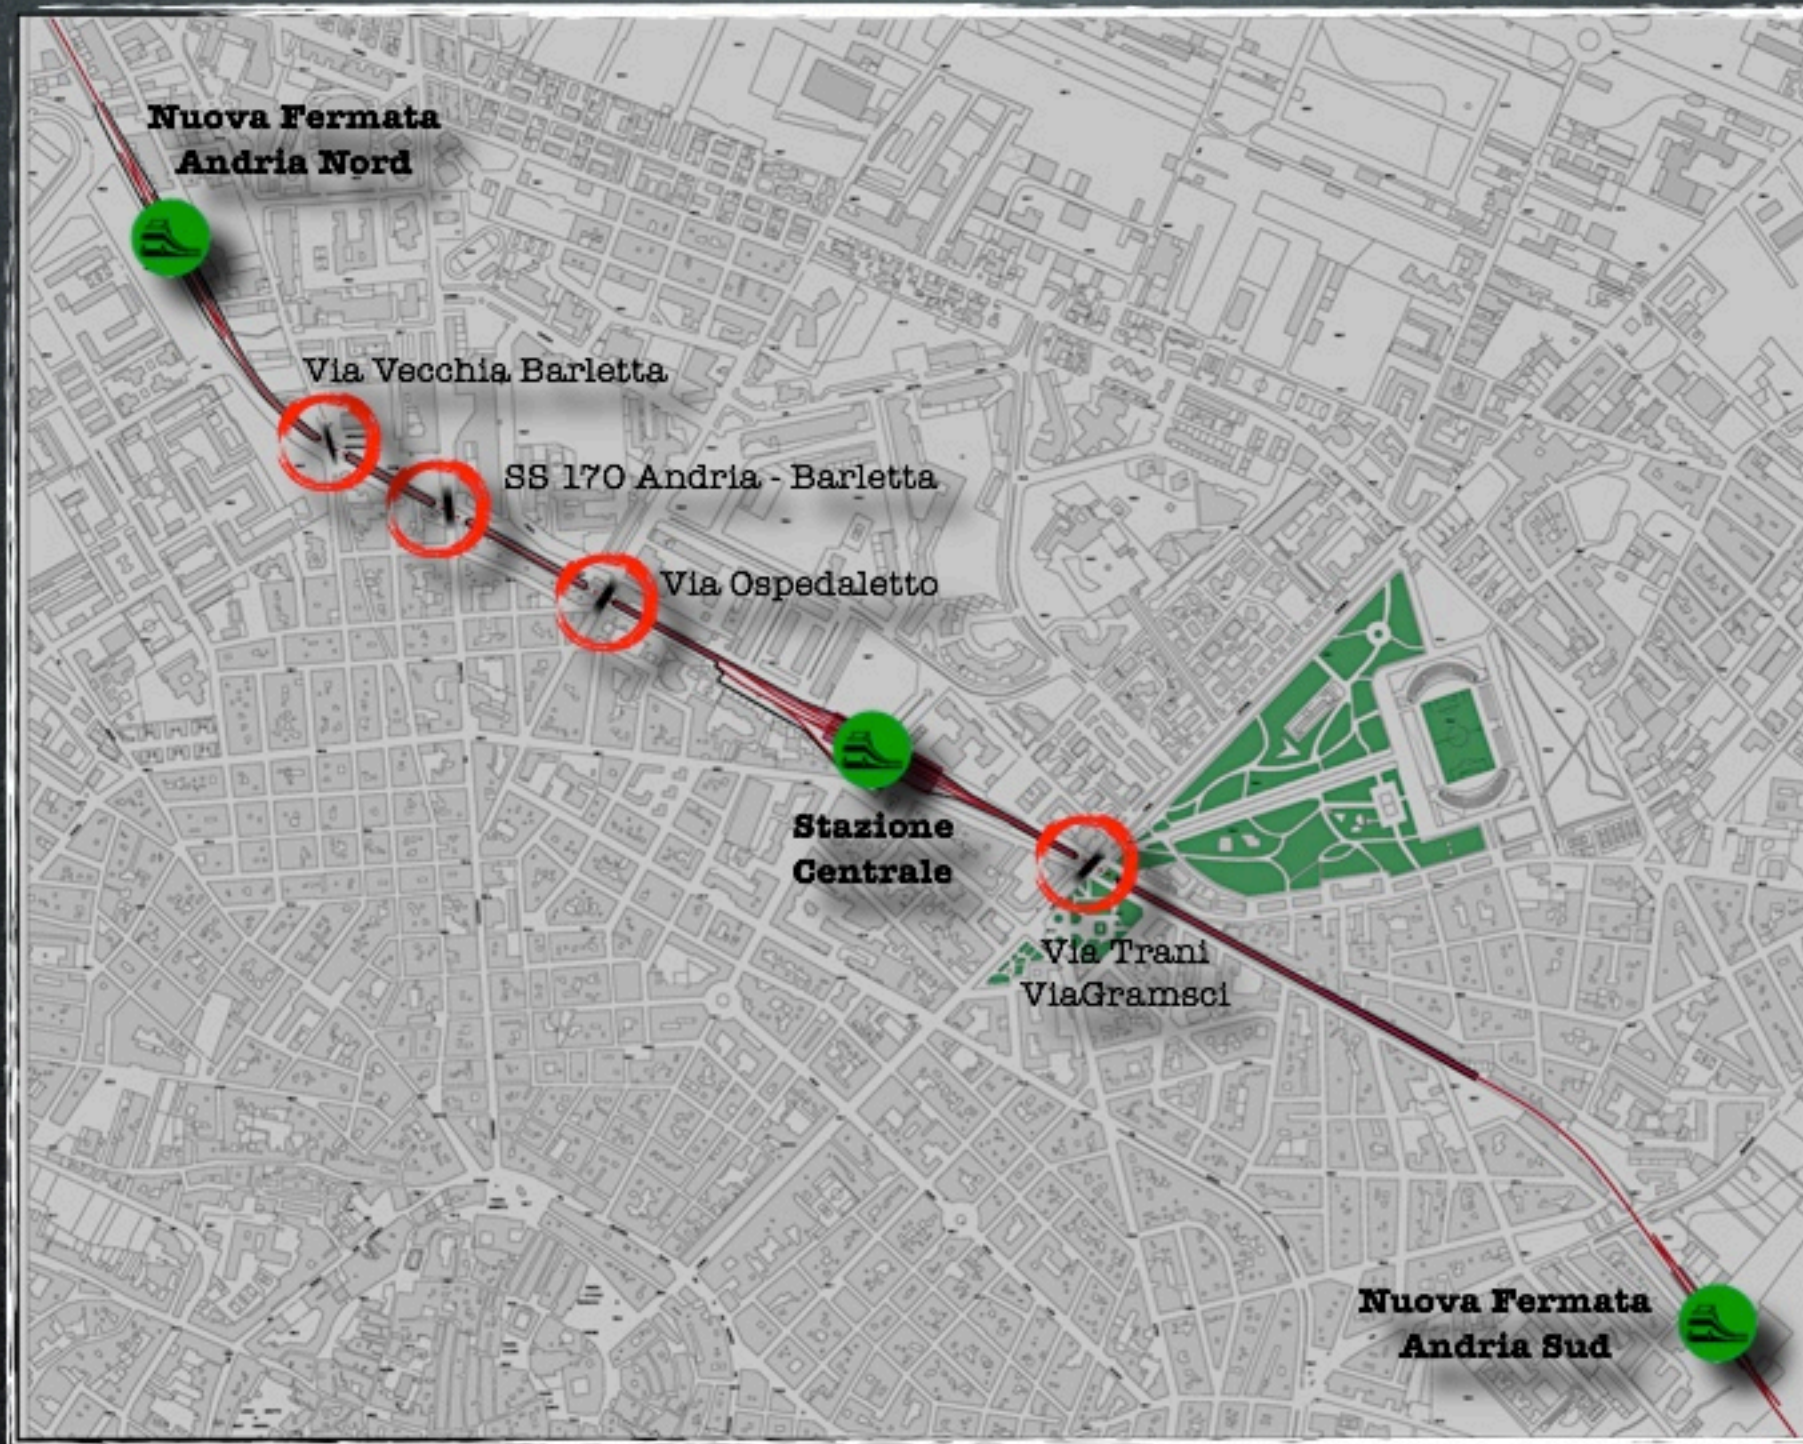 Nuova Fermata
Andria Nord
Via Vecchia Barletta
SS 170 Andria - Barletta
Via Ospedaletto
Stazione
Centrale
Via Trani
ViaGramsci
Nuova Fermata
Andria Sud